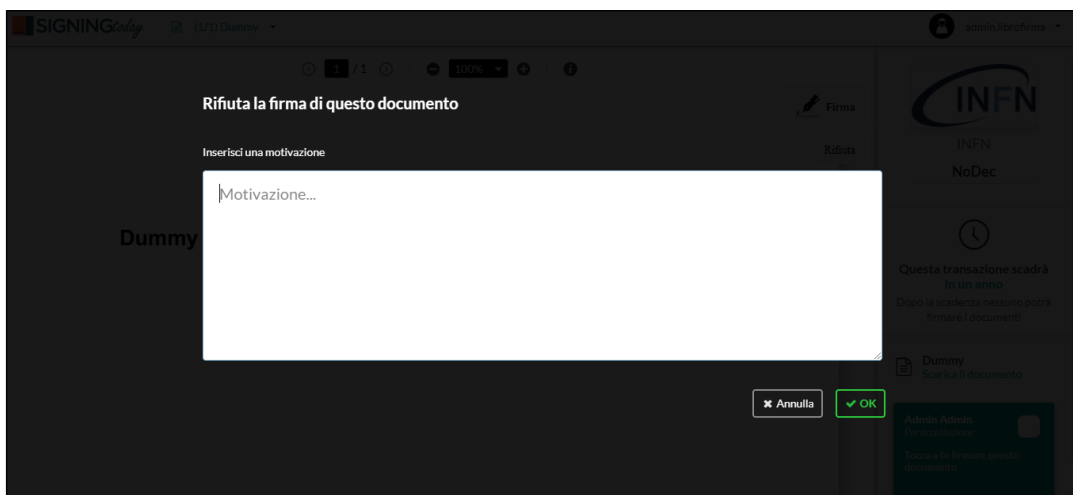 SIGNINGtoday
(1/1) Dummy
admin.librofirma
1 / 1
100%
Rifiuta la firma di questo documento
Firma
Inserisci una motivazione
Rifiuta
Motivazione...
Dummy
INFN
INFN
NoDec
Questa transazione scadrà
in un anno
Dopo la scadenza nessuno potrà
firmare i documenti
Dummy
Scarica il documento
Annulla
OK
Admin Admin
Per accettazione
Tocca a te firmare questo
documento